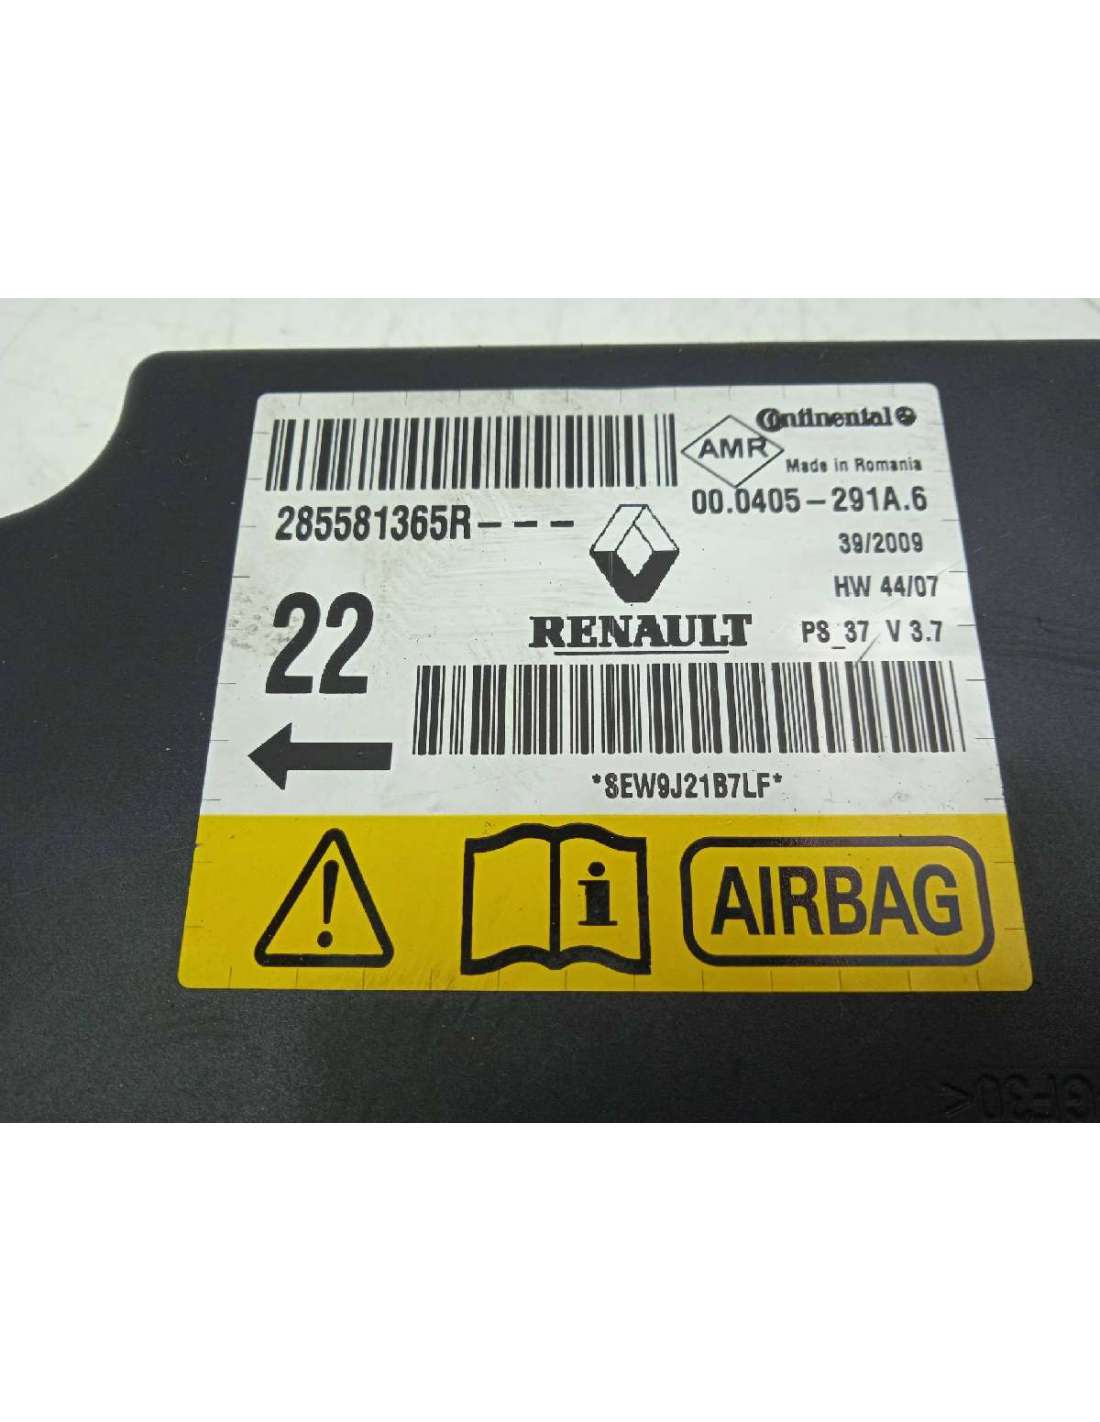 Continental
AMR
Made in Romania
285581365R---
00.0405-291A.6
39/2009
HW 44/07
22
RENAULT
PS_37 V 3.7
*SEW9J21B7LF*
! i AIRBAG
GF30<